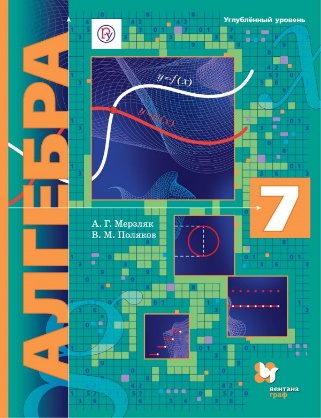 Углублённый уровень
АЛГЕБРА
y=f(x)
А. Г. Мерзляк
В. М. Поляков
7
вентана
граф